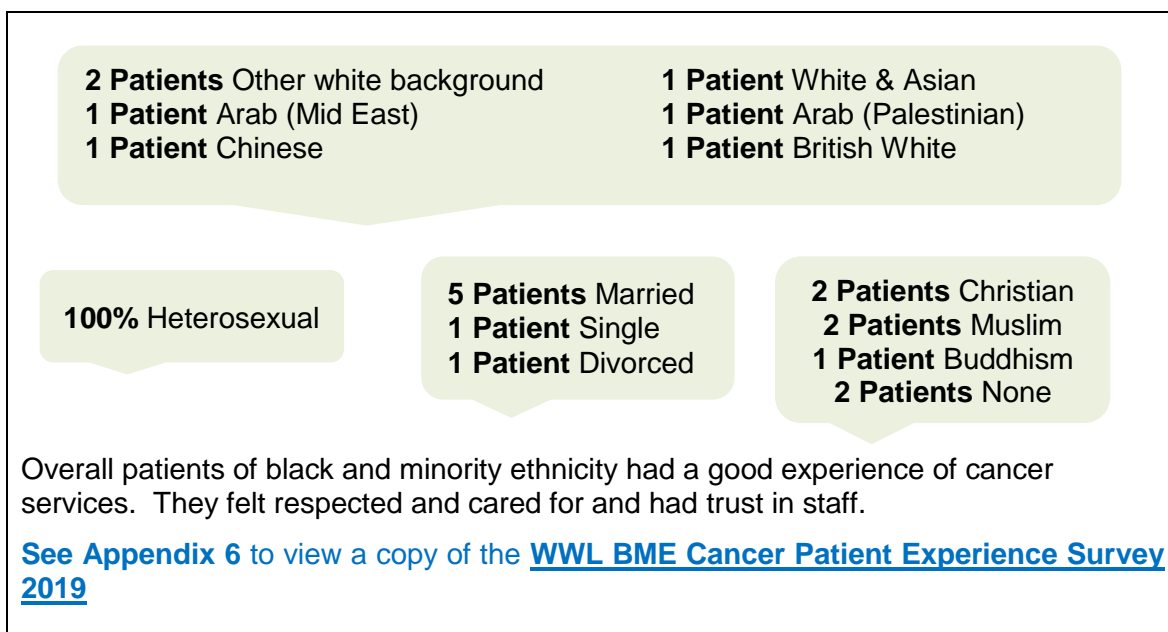 2 Patients Other white background
1 Patient Arab (Mid East)
1 Patient Chinese
1 Patient White & Asian
1 Patient Arab (Palestinian)
1 Patient British White
100% Heterosexual
5 Patients Married
1 Patient Single
1 Patient Divorced
2 Patients Christian
2 Patients Muslim
1 Patient Buddhism
2 Patients None
Overall patients of black and minority ethnicity had a good experience of cancer
services.  They felt respected and cared for and had trust in staff.
See Appendix 6 to view a copy of the WWL BME Cancer Patient Experience Survey
2019